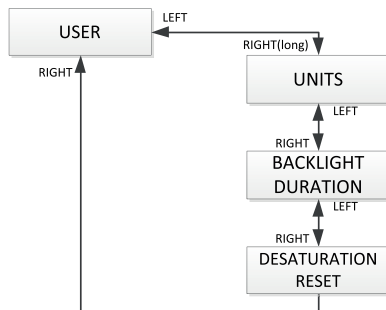 USER
LEFT
RIGHT(long)
RIGHT
UNITS
LEFT
RIGHT
BACKLIGHT
DURATION
LEFT
RIGHT
DESATURATION
RESET